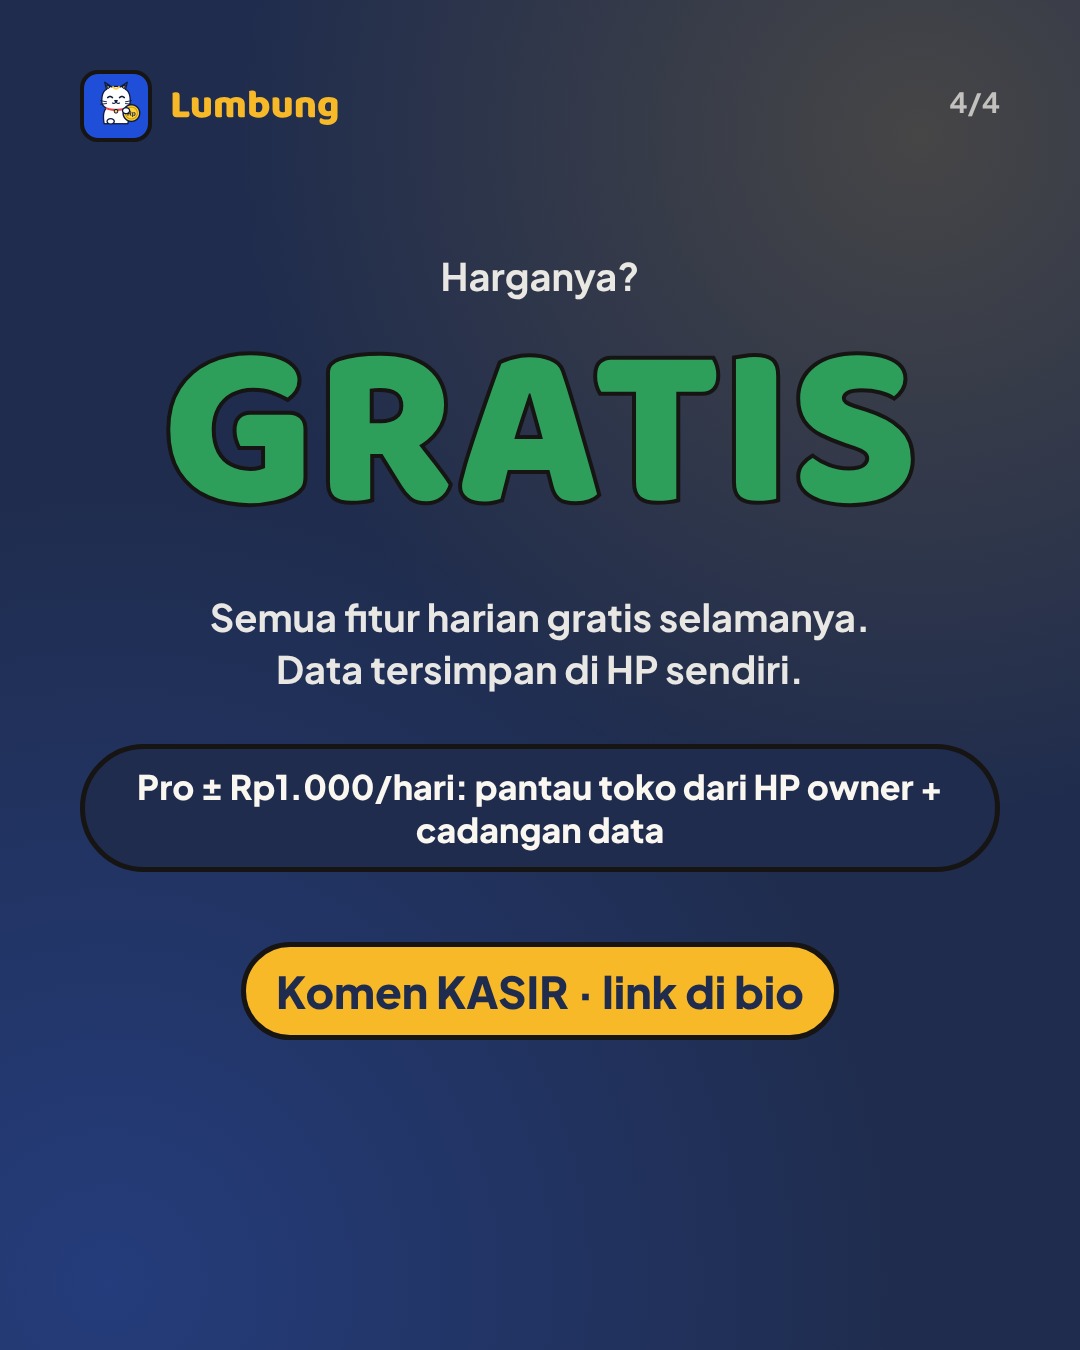 Lumbung
4/4
Harganya?
GRATIS
Semua fitur harian gratis selamanya.
Data tersimpan di HP sendiri.
Pro ± Rp1.000/hari: pantau toko dari HP owner +
cadangan data
Komen KASIR · link di bio